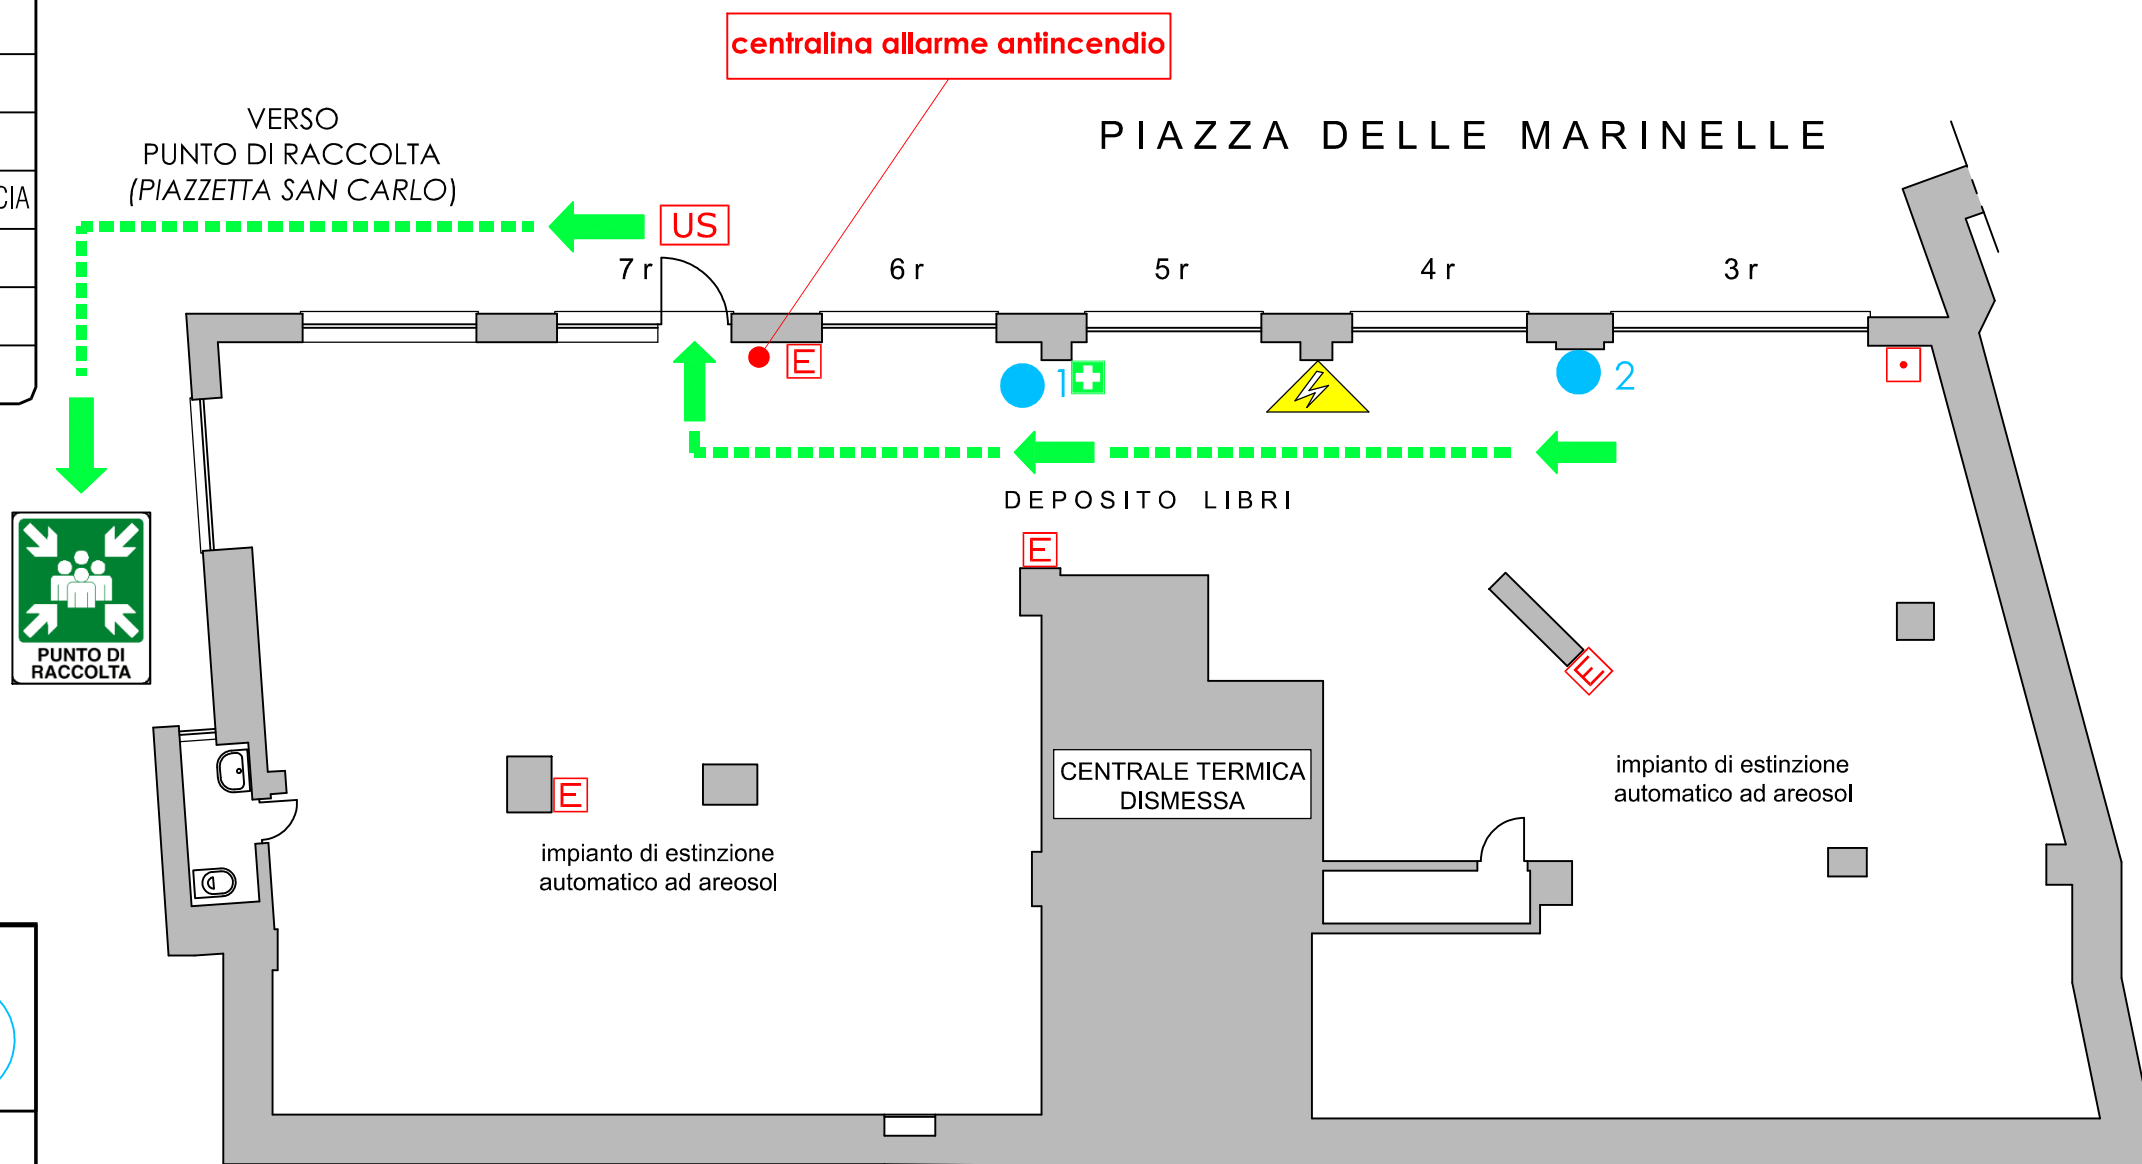 centralina allarme antincendio
VERSO
PUNTO DI RACCOLTA
(PIAZZETTA SAN CARLO)
PIAZZA DELLE MARINELLE
CIA
US
7 r
6 r
5 r
4 r
3 r
E
1
2
DEPOSITO LIBRI
E
PUNTO DI
RACCOLTA
E
CENTRALE TERMICA
DISMESSA
impianto di estinzione
automatico ad areosol
E
impianto di estinzione
automatico ad areosol